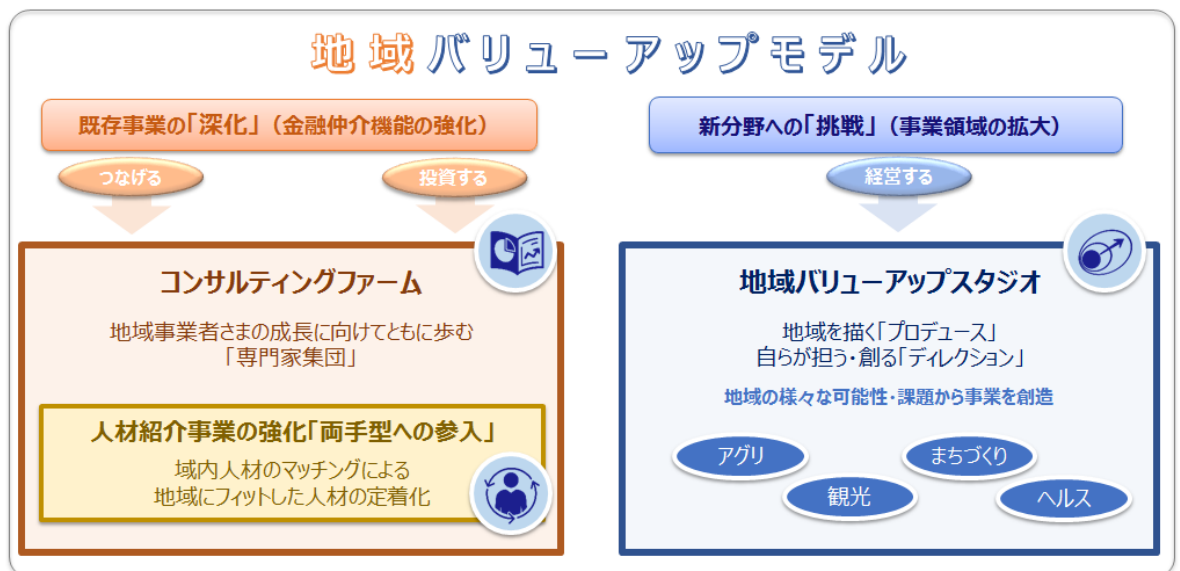 地域バリューアップモデル
既存事業の「深化」（金融仲介機能の強化）
つなげる
投資する
コンサルティングファーム
地域事業者さまの成長に向けてともに歩む
「専門家集団」
人材紹介事業の強化「両手型への参入」
域内人材のマッチングによる
地域にフィットした人材の定着化
新分野への「挑戦」（事業領域の拡大）
経営する
地域バリューアップスタジオ
地域を描く「プロデュース」
自らが担う・創る「ディレクション」
地域の様々な可能性・課題から事業を創造
アグリ
観光
まちづくり
ヘルス